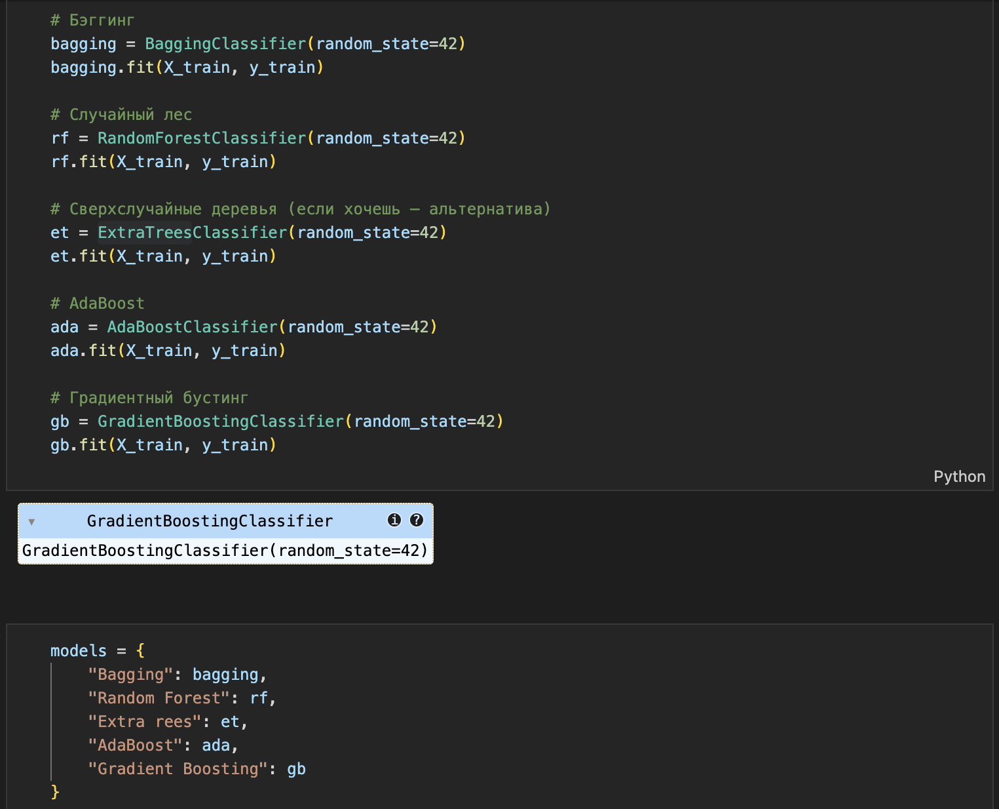 # Бэггинг
bagging = BaggingClassifier(random_state=42)
bagging.fit(X_train, y_train)
# Случайный лес
rf = RandomForestClassifier(random_state=42)
rf.fit(X_train, y_train)
# Сверхслучайные деревья (если хочешь — альтернатива)
et = ExtraTreesClassifier(random_state=42)
et.fit(X_train, y_train)
# AdaBoost
ada = AdaBoostClassifier(random_state=42)
ada.fit(X_train, y_train)
# Градиентный бустинг
gb = GradientBoostingClassifier(random_state=42)
gb.fit(X_train, y_train)
Python
▾ GradientBoostingClassifier i ?
GradientBoostingClassifier(random_state=42)
models = {
    "Bagging": bagging,
    "Random Forest": rf,
    "Extra rees": et,
    "AdaBoost": ada,
    "Gradient Boosting": gb
}